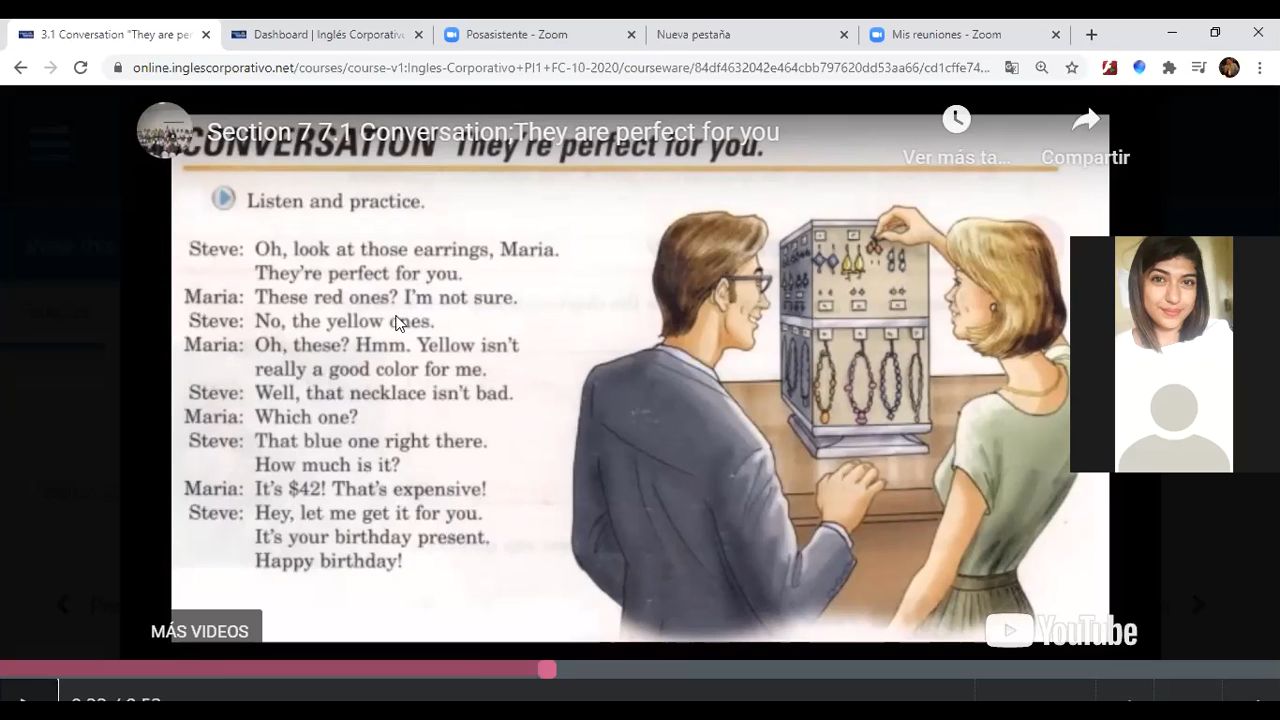 3.1 Conversation "They are per
Dashboard | Inglés Corporativo
Posasistente - Zoom
Nueva pestaña
Mis reuniones - Zoom
online.inglescorporativo.net/courses/course-v1:Ingles-Corporativo+PI1+FC-10-2020/courseware/84df4632042e464cbb797620dd53aa66/cd1cffe74...
Section 7 7.1 Conversation;They are perfect for you
Ver más ta...
Compartir
CONVERSATION They're perfect for you.
Listen and practice.
Steve: Oh, look at those earrings, Maria.
They're perfect for you.
Maria: These red ones? I'm not sure.
Steve: No, the yellow ones.
Maria: Oh, these? Hmm. Yellow isn't
really a good color for me.
Steve: Well, that necklace isn't bad.
Maria: Which one?
Steve: That blue one right there.
How much is it?
Maria: It's $42! That's expensive!
Steve: Hey, let me get it for you.
It's your birthday present.
Happy birthday!
MÁS VIDEOS
YouTube